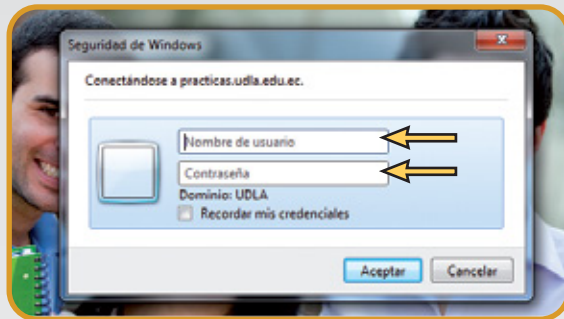 Seguridad de Windows
Conectándose a practicas.udla.edu.ec.
Nombre de usuario
Contraseña
Dominio: UDLA
Recordar mis credenciales
Aceptar
Cancelar